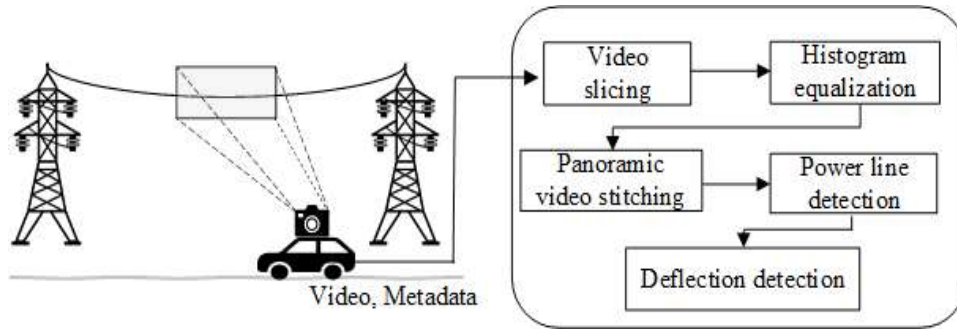 Video
slicing
Histogram
equalization
Panoramic
video stitching
Power line
detection
Deflection detection
Video, Metadata